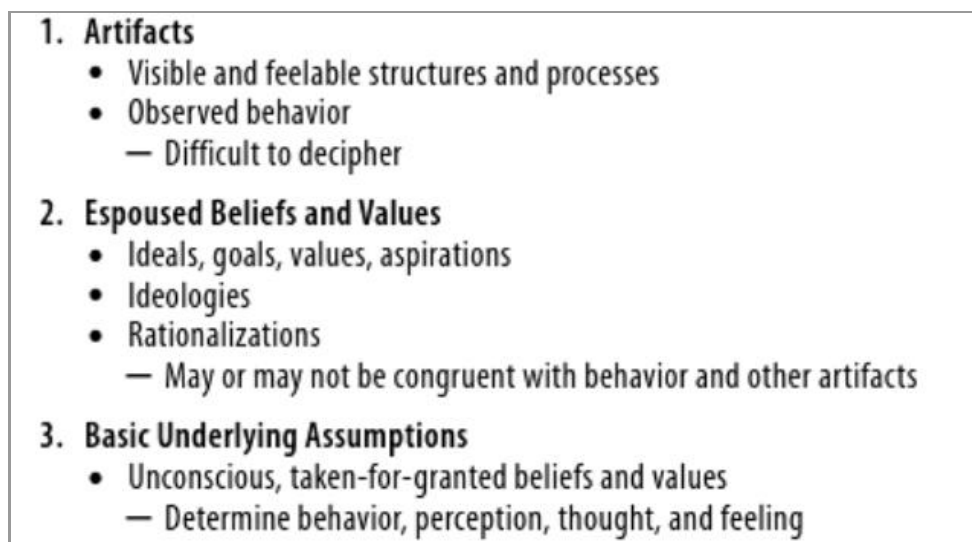 1. Artifacts
• Visible and feelable structures and processes
• Observed behavior
— Difficult to decipher
2. Espoused Beliefs and Values
• Ideals, goals, values, aspirations
• Ideologies
• Rationalizations
— May or may not be congruent with behavior and other artifacts
3. Basic Underlying Assumptions
• Unconscious, taken-for-granted beliefs and values
— Determine behavior, perception, thought, and feeling